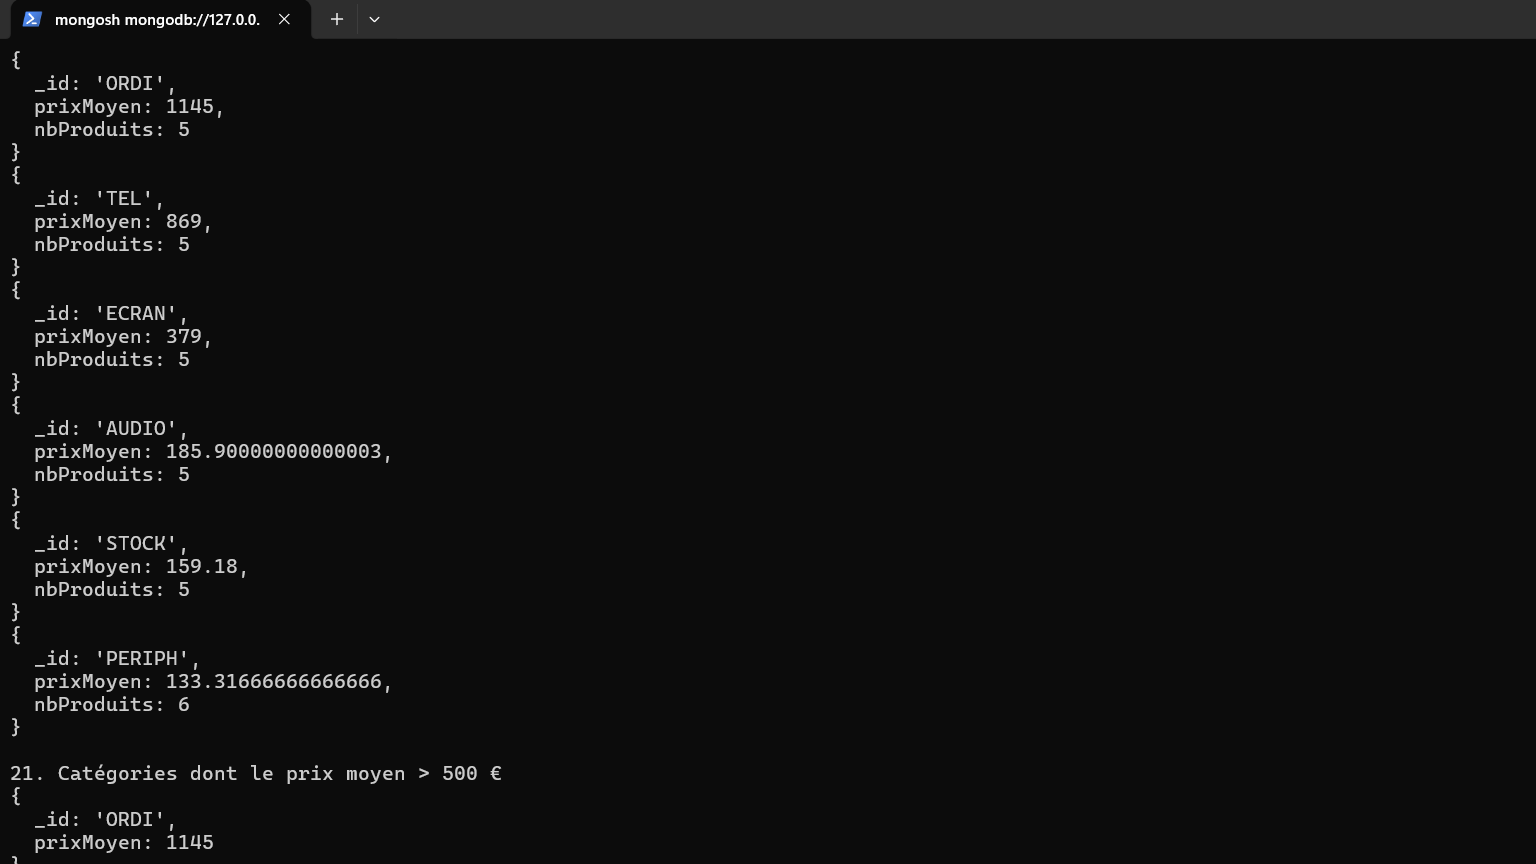 mongosh mongodb://127.0.0.
{
  _id: 'ORDI',
  prixMoyen: 1145,
  nbProduits: 5
}
{
  _id: 'TEL',
  prixMoyen: 869,
  nbProduits: 5
}
{
  _id: 'ECRAN',
  prixMoyen: 379,
  nbProduits: 5
}
{
  _id: 'AUDIO',
  prixMoyen: 185.90000000000003,
  nbProduits: 5
}
{
  _id: 'STOCK',
  prixMoyen: 159.18,
  nbProduits: 5
}
{
  _id: 'PERIPH',
  prixMoyen: 133.31666666666666,
  nbProduits: 6
}
21. Catégories dont le prix moyen > 500 €
{
  _id: 'ORDI',
  prixMoyen: 1145
}